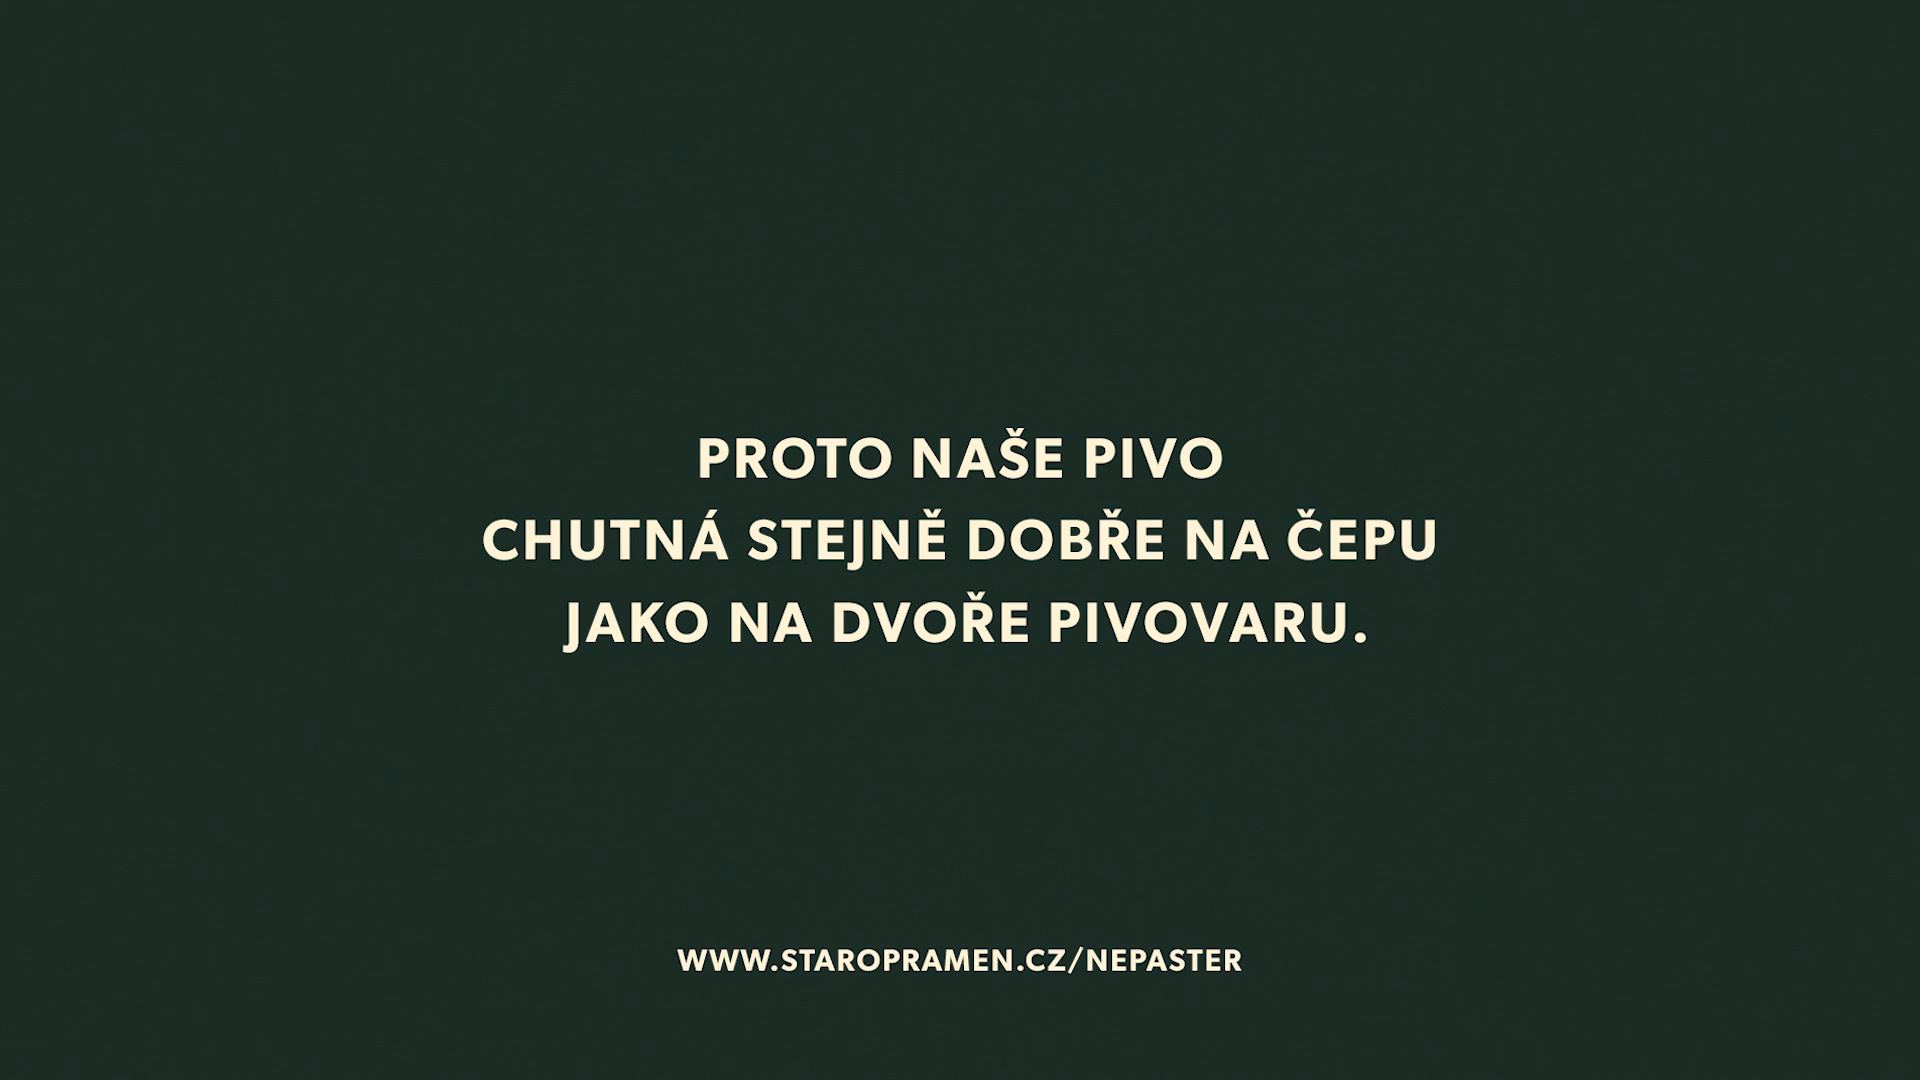 PROTO NAŠE PIVO
CHUTNÁ STEJNĚ DOBŘE NA ČEPU
JAKO NA DVOŘE PIVOVARU.
WWW.STAROPRAMEN.CZ/NEPASTER